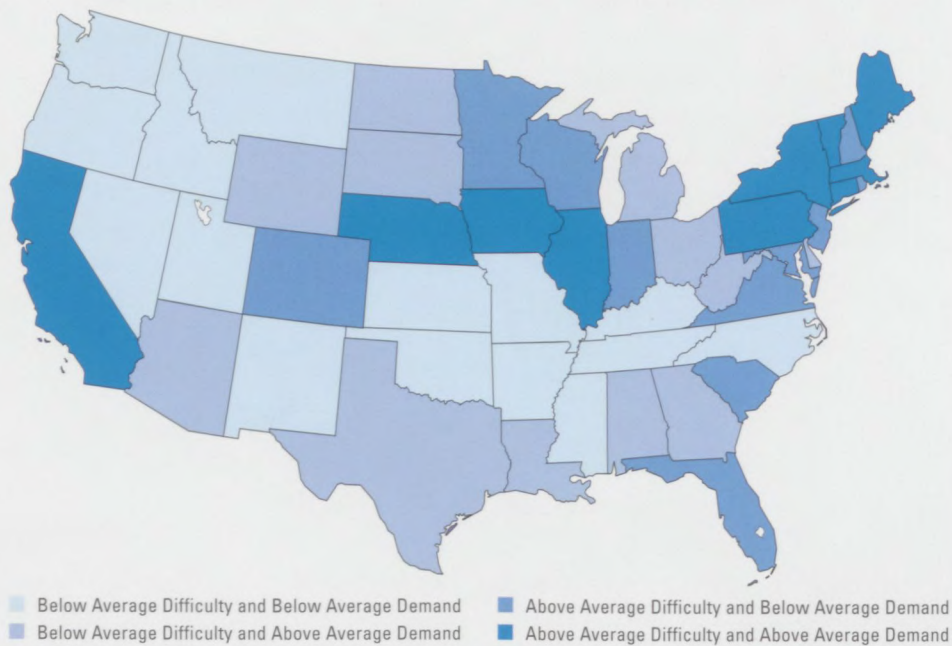 Below Average Difficulty and Below Average Demand
Above Average Difficulty and Below Average Demand
Below Average Difficulty and Above Average Demand
Above Average Difficulty and Above Average Demand